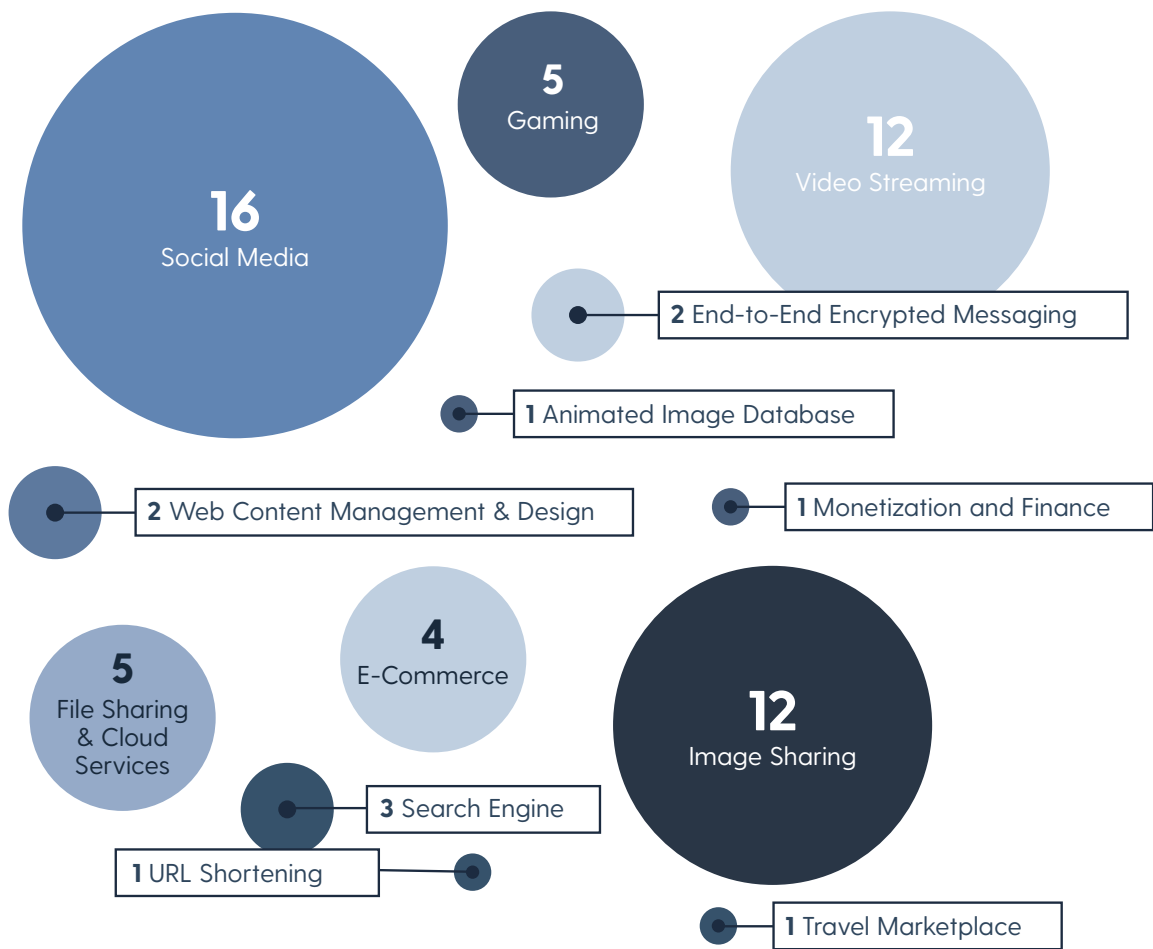 16
Social Media
5
Gaming
12
Video Streaming
2 End-to-End Encrypted Messaging
1 Animated Image Database
2 Web Content Management & Design
1 Monetization and Finance
5
File Sharing
& Cloud
Services
4
E-Commerce
12
Image Sharing
3 Search Engine
1 URL Shortening
1 Travel Marketplace